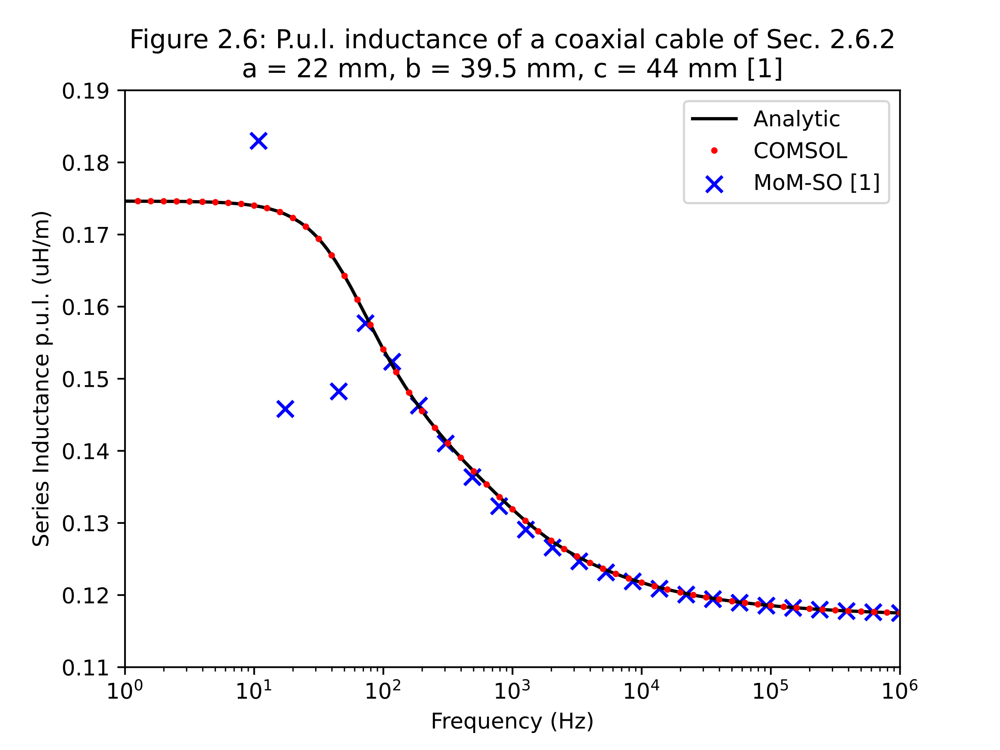 Figure 2.6: P.u.l. inductance of a coaxial cable of Sec. 2.6.2
a = 22 mm, b = 39.5 mm, c = 44 mm [1]
Analytic
COMSOL
MoM-SO [1]
Series Inductance p.u.l. (uH/m)
0.19
0.18
0.17
0.16
0.15
0.14
0.13
0.12
0.11
10⁰ 10¹ 10² 10³ 10⁴ 10⁵ 10⁶
Frequency (Hz)